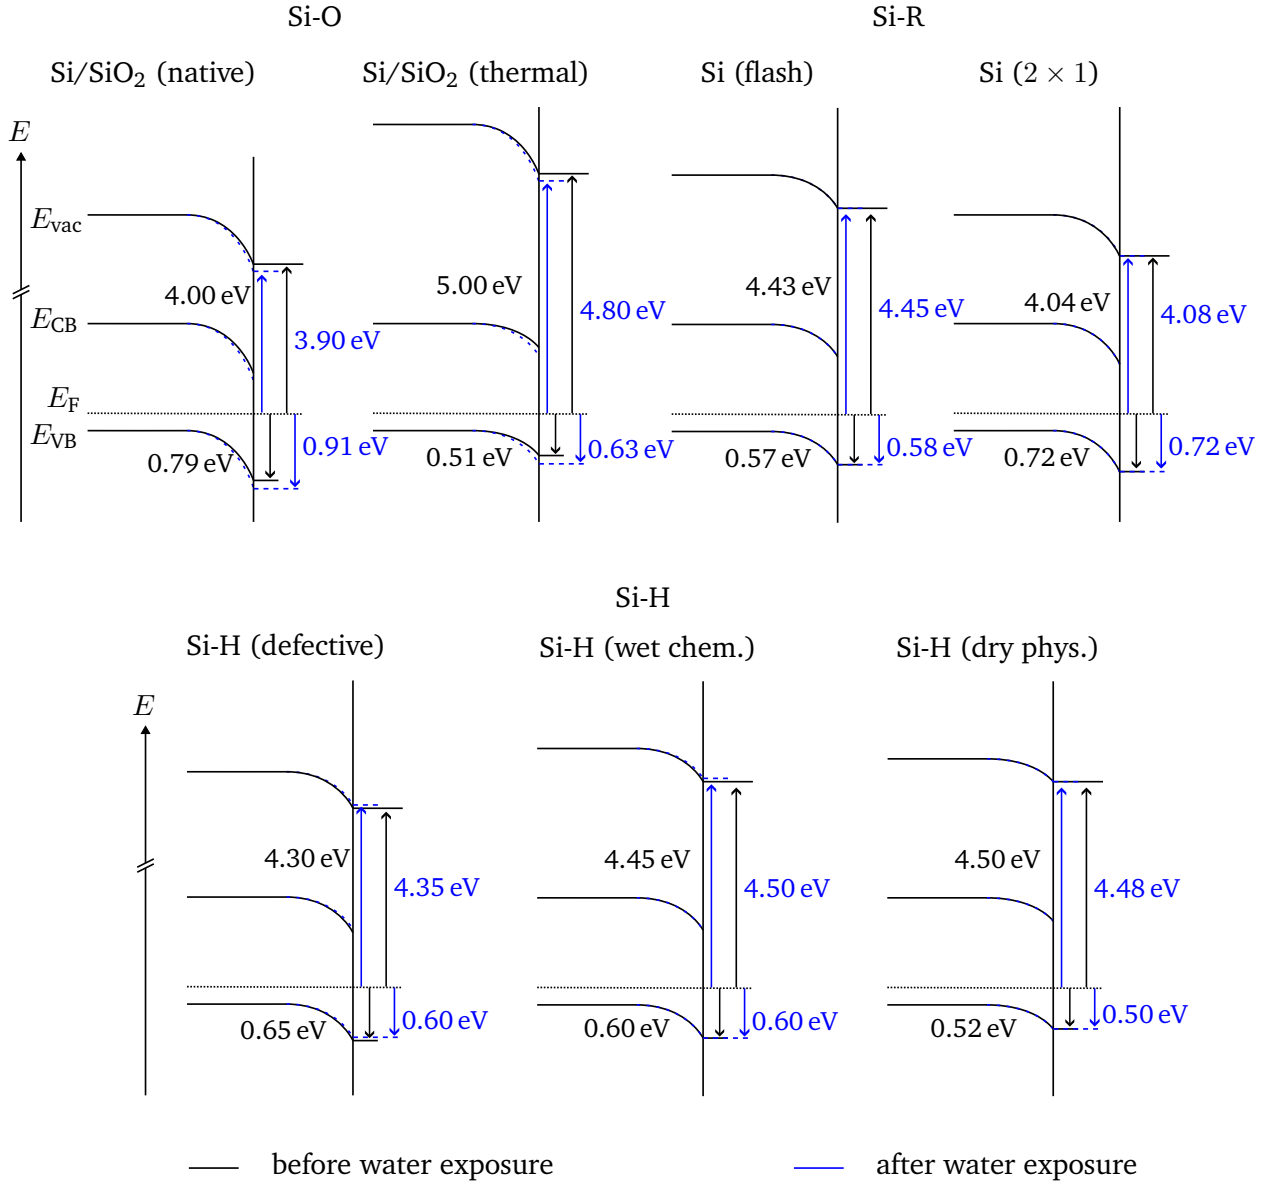 Si-O
Si-R
Si/SiO₂ (native)
Si/SiO₂ (thermal)
Si (flash)
Si (2 × 1)
E
E_vac
E_CB
E_F
E_VB
4.00 eV
3.90 eV
0.79 eV
0.91 eV
5.00 eV
4.80 eV
0.51 eV
0.63 eV
4.43 eV
4.45 eV
0.57 eV
0.58 eV
4.04 eV
4.08 eV
0.72 eV
0.72 eV
Si-H
Si-H (defective)
Si-H (wet chem.)
Si-H (dry phys.)
E
4.30 eV
4.35 eV
0.65 eV
0.60 eV
4.45 eV
4.50 eV
0.60 eV
0.60 eV
4.50 eV
4.48 eV
0.52 eV
0.50 eV
before water exposure
after water exposure